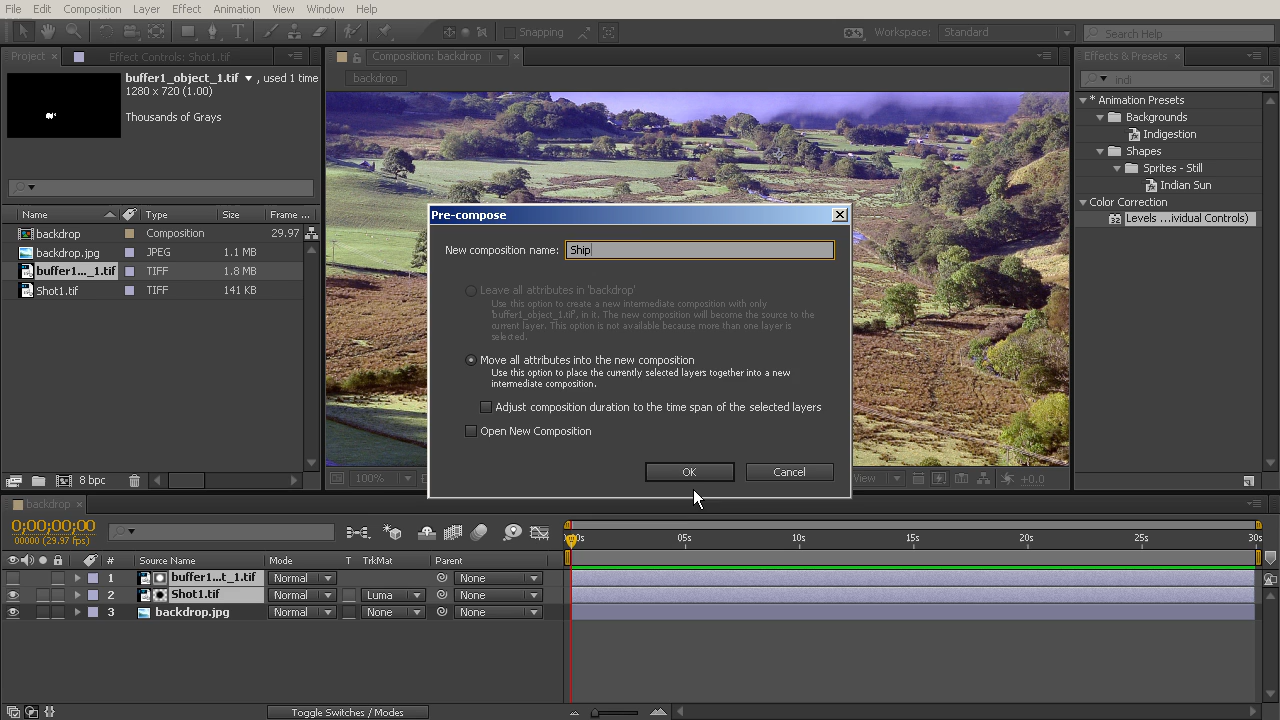 File Edit Composition Layer Effect Animation View Window Help
Snapping Workspace: Standard Search Help
Project Effect Controls: Shot1.tif Composition: backdrop Effects & Presets
buffer1_object_1.tif , used 1 time
1280 x 720 (1.00)
Thousands of Grays
backdrop
indi
* Animation Presets
Backgrounds
Indigestion
Shapes
Sprites - Still
Indian Sun
Color Correction
32 Levels ...ividual Controls)
Name Type Size Frame ...
backdrop Composition 29.97
backdrop.jpg JPEG 1.1 MB
buffer1..._1.tif TIFF 1.8 MB
Shot1.tif TIFF 141 KB
Pre-compose
New composition name: Ship
Leave all attributes in 'backdrop'
Use this option to create a new intermediate composition with only
'buffer1_object_1.tif', in it. The new composition will become the source to the
current layer. This option is not available because more than one layer is
selected.
Move all attributes into the new composition
Use this option to place the currently selected layers together into a new
intermediate composition.
Adjust composition duration to the time span of the selected layers
Open New Composition
OK Cancel
8 bpc 100% View +0.0
backdrop
0;00;00;00
00000 (29.97 fps)
05s 10s 15s 20s 25s 30s
# Source Name Mode T TrkMat Parent
1 buffer1...t_1.tif Normal None
2 Shot1.tif Normal Luma None
3 backdrop.jpg Normal None None
Toggle Switches / Modes